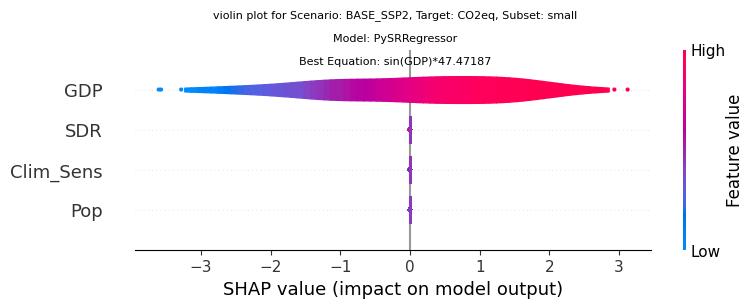 violin plot for Scenario: BASE_SSP2, Target: CO2eq, Subset: small
Model: PySRRegressor
Best Equation: sin(GDP)*47.47187
High
GDP
SDR
Clim_Sens
Pop
Feature value
Low
−3
−2
−1
0
1
2
3
SHAP value (impact on model output)